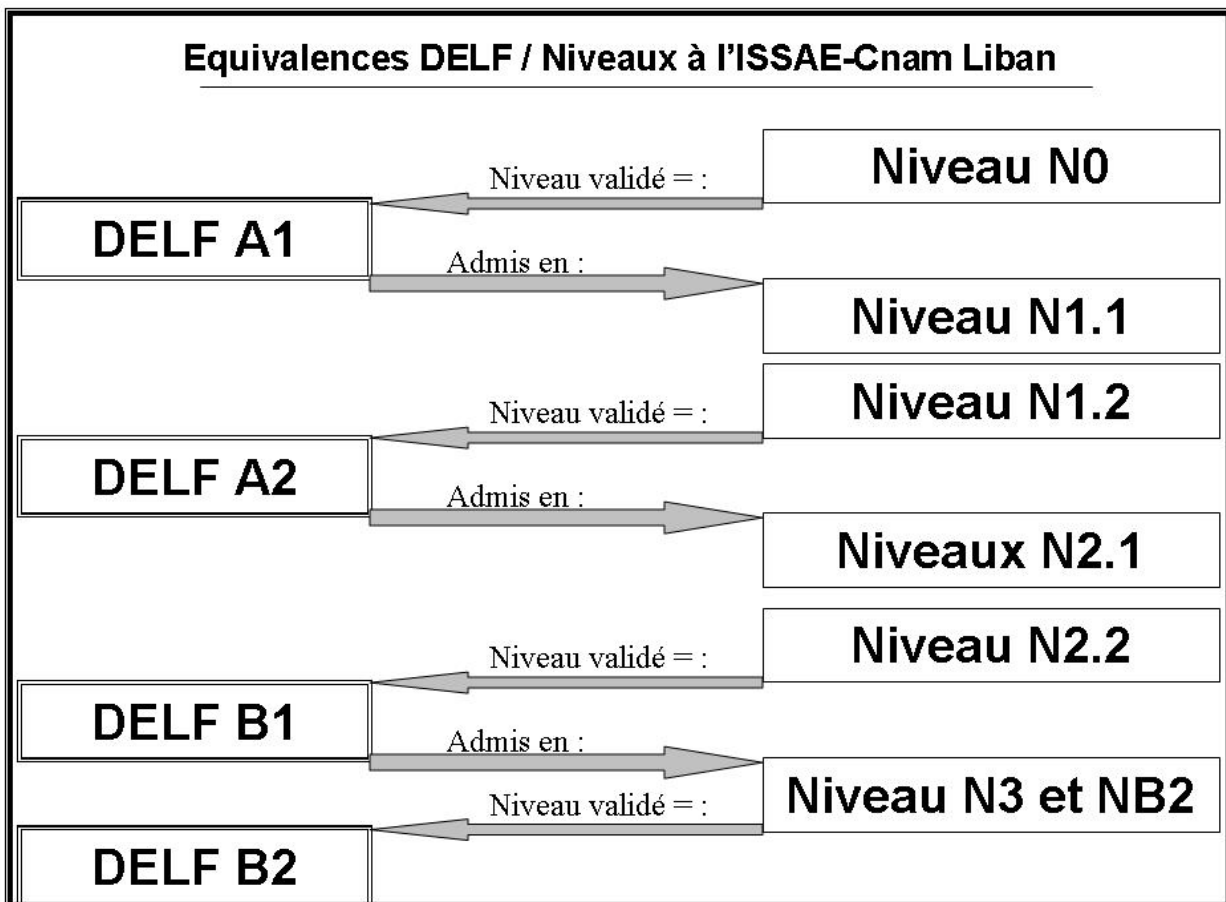 Equivalences DELF / Niveaux à l'ISSAE-Cnam Liban
Niveau N0
Niveau validé = :
DELF A1
Admis en :
Niveau N1.1
Niveau N1.2
Niveau validé = :
DELF A2
Admis en :
Niveaux N2.1
Niveau N2.2
Niveau validé = :
DELF B1
Admis en :
Niveau N3 et NB2
Niveau validé = :
DELF B2